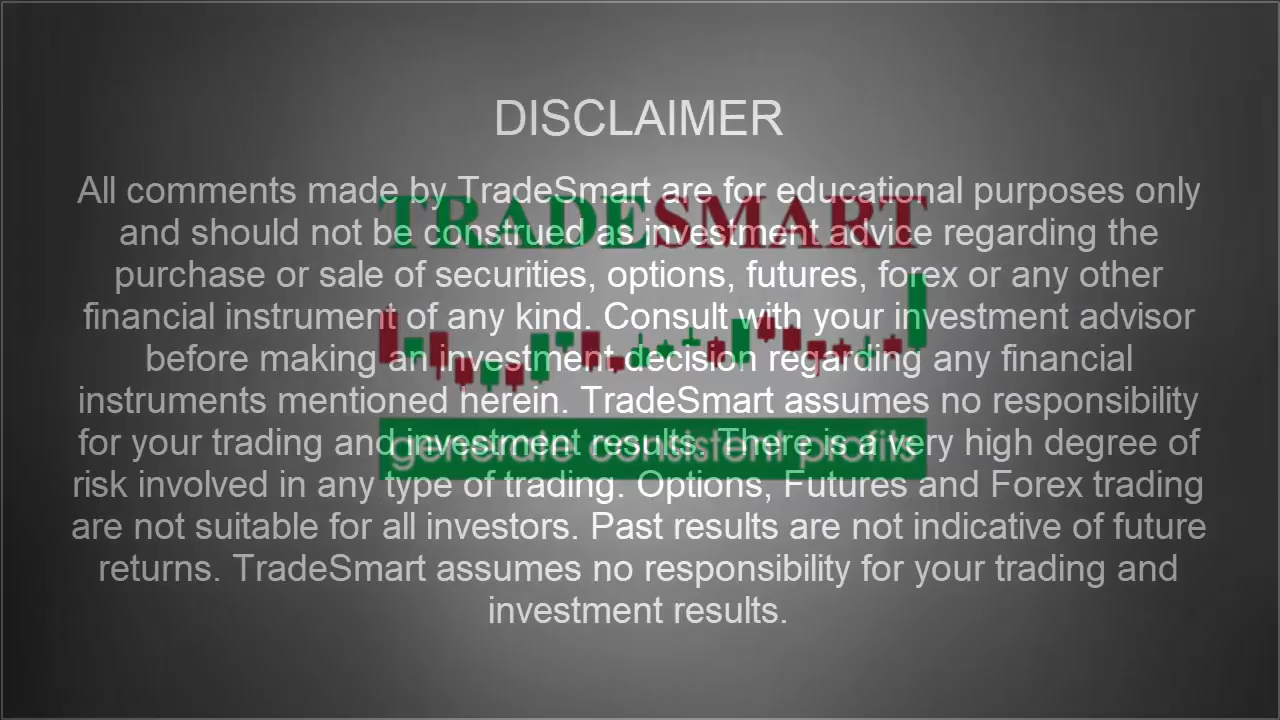 DISCLAIMER
All comments made by TradeSmart are for educational purposes only
TRADESMART
and should not be construed as investment advice regarding the
purchase or sale of securities, options, futures, forex or any other
financial instrument of any kind. Consult with your investment advisor
before making an investment decision regarding any financial
instruments mentioned herein. TradeSmart assumes no responsibility
for your trading and investment results. There is a very high degree of
generate consistent profits
risk involved in any type of trading. Options, Futures and Forex trading
are not suitable for all investors. Past results are not indicative of future
returns. TradeSmart assumes no responsibility for your trading and
investment results.